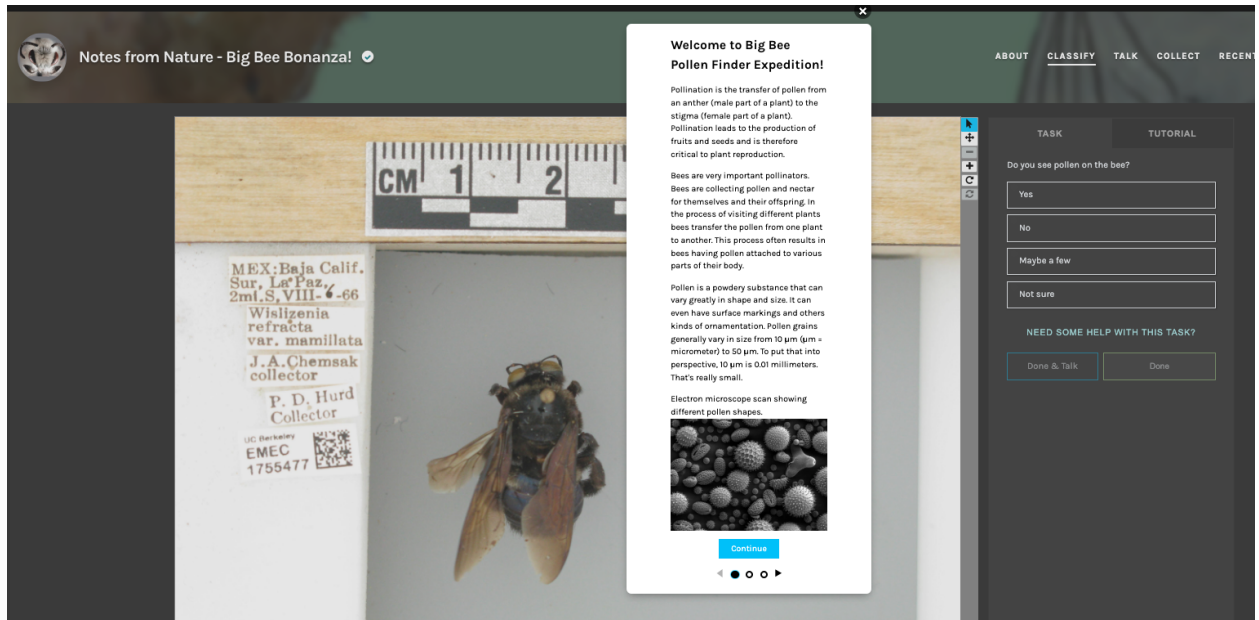 Notes from Nature - Big Bee Bonanza!
ABOUT CLASSIFY TALK COLLECT RECENT
CM 1 2
MEX:Baja Calif.
Sur, La Paz,
2mi.S,VIII-6-66
Wislizenia
refracta
var. mamillata
J.A.Chemsak
collector
P. D. Hurd
Collector
UC Berkeley
EMEC
1755477
Welcome to Big Bee
Pollen Finder Expedition!
Pollination is the transfer of pollen from
an anther (male part of a plant) to the
stigma (female part of a plant).
Pollination leads to the production of
fruits and seeds and is therefore
critical to plant reproduction.
Bees are very important pollinators.
Bees are collecting pollen and nectar
for themselves and their offspring. In
the process of visiting different plants
bees transfer the pollen from one plant
to another. This process often results in
bees having pollen attached to various
parts of their body.
Pollen is a powdery substance that can
vary greatly in shape and size. It can
even have surface markings and others
kinds of ornamentation. Pollen grains
generally vary in size from 10 µm (µm =
micrometer) to 50 µm. To put that into
perspective, 10 µm is 0.01 millimeters.
That's really small.
Electron microscope scan showing
different pollen shapes.
Continue
TASK TUTORIAL
Do you see pollen on the bee?
Yes
No
Maybe a few
Not sure
NEED SOME HELP WITH THIS TASK?
Done & Talk Done